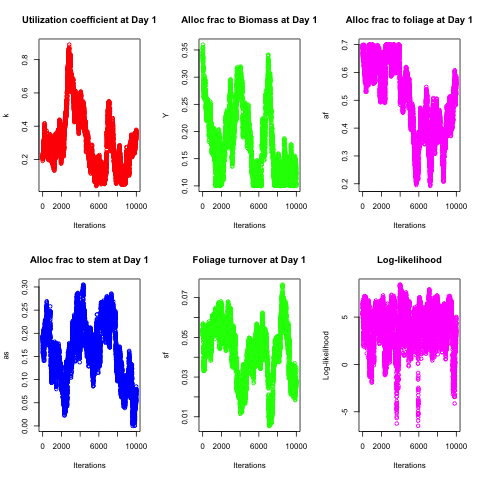 Utilization coefficient at Day 1
k
0.2 0.4 0.6 0.8
0 2000 6000 10000
Iterations
Alloc frac to Biomass at Day 1
Y
0.10 0.15 0.20 0.25 0.30 0.35
0 2000 6000 10000
Iterations
Alloc frac to foliage at Day 1
af
0.2 0.3 0.4 0.5 0.6 0.7
0 2000 6000 10000
Iterations
Alloc frac to stem at Day 1
as
0.00 0.05 0.10 0.15 0.20 0.25 0.30
0 2000 6000 10000
Iterations
Foliage turnover at Day 1
sf
0.01 0.03 0.05 0.07
0 2000 6000 10000
Iterations
Log-likelihood
Log-likelihood
-5 0 5
0 2000 6000 10000
Iterations